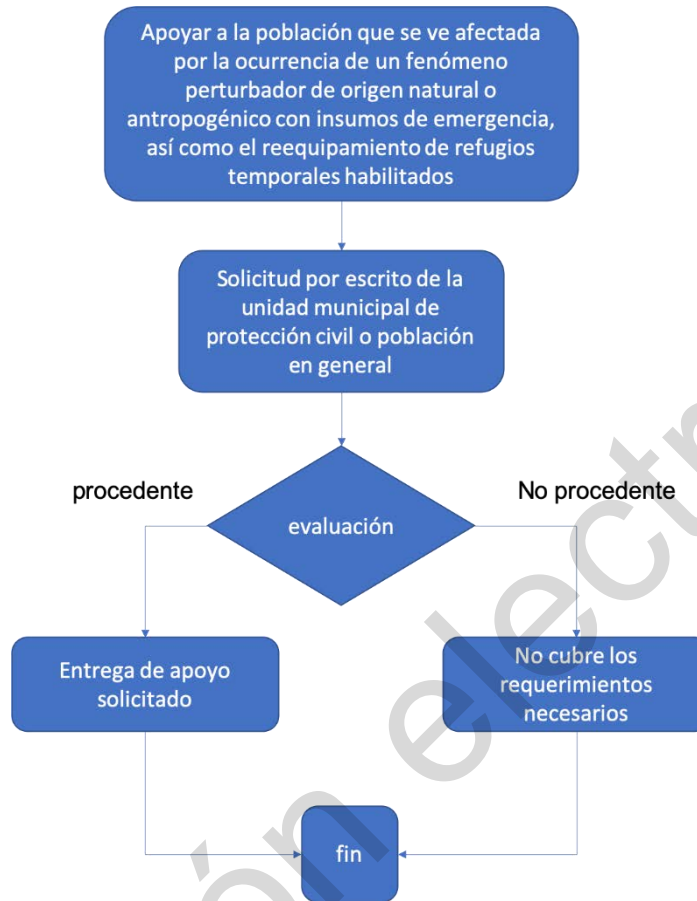 Apoyar a la población que se ve afectada
por la ocurrencia de un fenómeno
perturbador de origen natural o
antropogénico con insumos de emergencia,
así como el reequipamiento de refugios
temporales habilitados
Solicitud por escrito de la
unidad municipal de
protección civil o población
en general
procedente
No procedente
evaluación
Entrega de apoyo
solicitado
No cubre los
requerimientos
necesarios
fin
ón electr